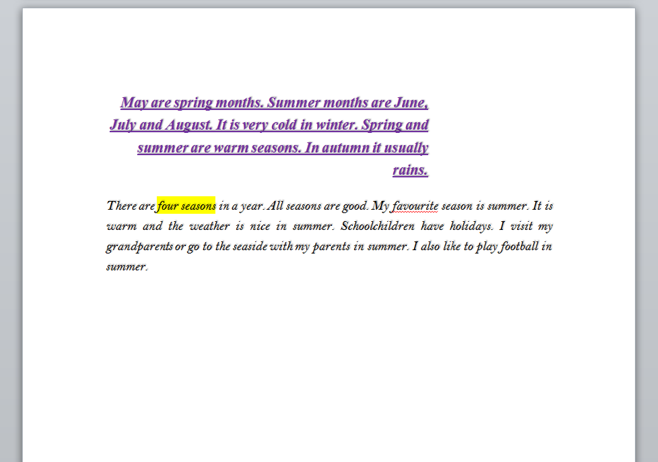 May are spring months. Summer months are June,
July and August. It is very cold in winter. Spring and
summer are warm seasons. In autumn it usually
rains.
There are four seasons in a year. All seasons are good. My favourite season is summer. It is
warm and the weather is nice in summer. Schoolchildren have holidays. I visit my
grandparents or go to the seaside with my parents in summer. I also like to play football in
summer.